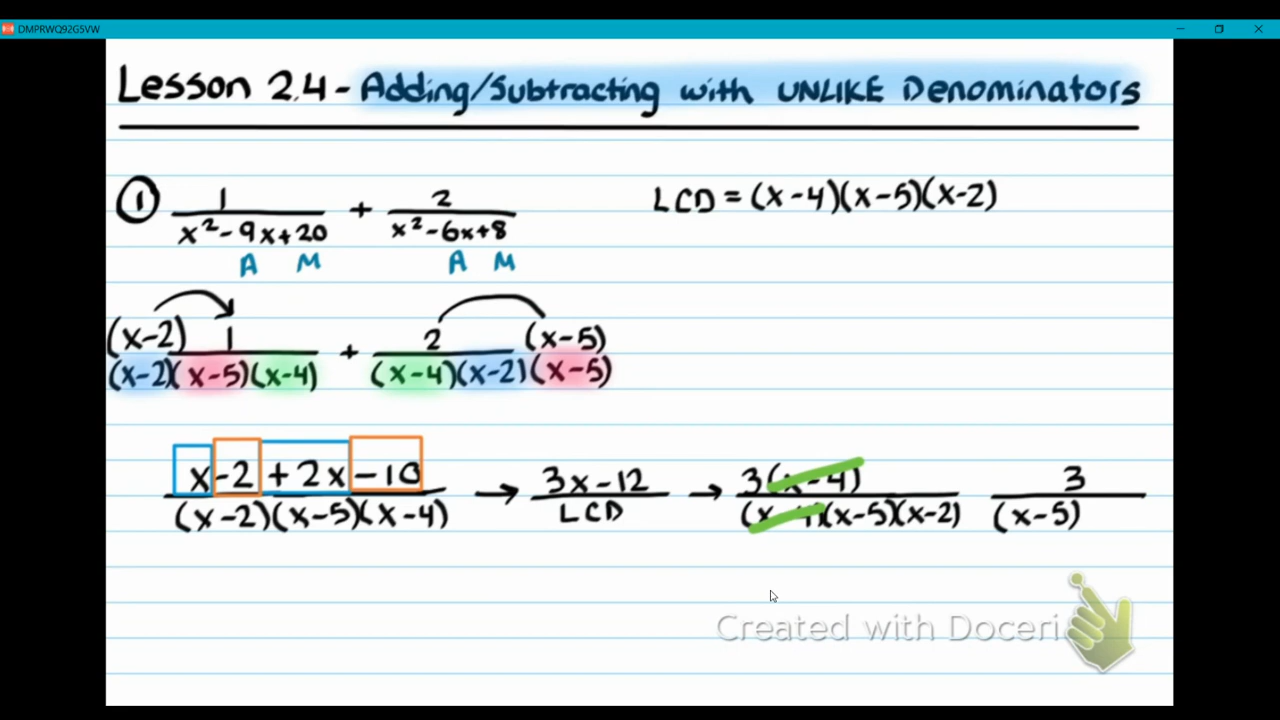 DMPRWQ92G5VW
Lesson 2.4 - Adding/Subtracting with UNLIKE Denominators
① 1/(x²-9x+20) + 2/(x²-6x+8) LCD = (x-4)(x-5)(x-2)
A M A M
(x-2) 1 + 2 (x-5)
(x-2)(x-5)(x-4) (x-4)(x-2)(x-5)
x-2+2x-10 → 3x-12 → 3(x-4) 3
(x-2)(x-5)(x-4) LCD (x-4)(x-5)(x-2) (x-5)
Created with Doceri